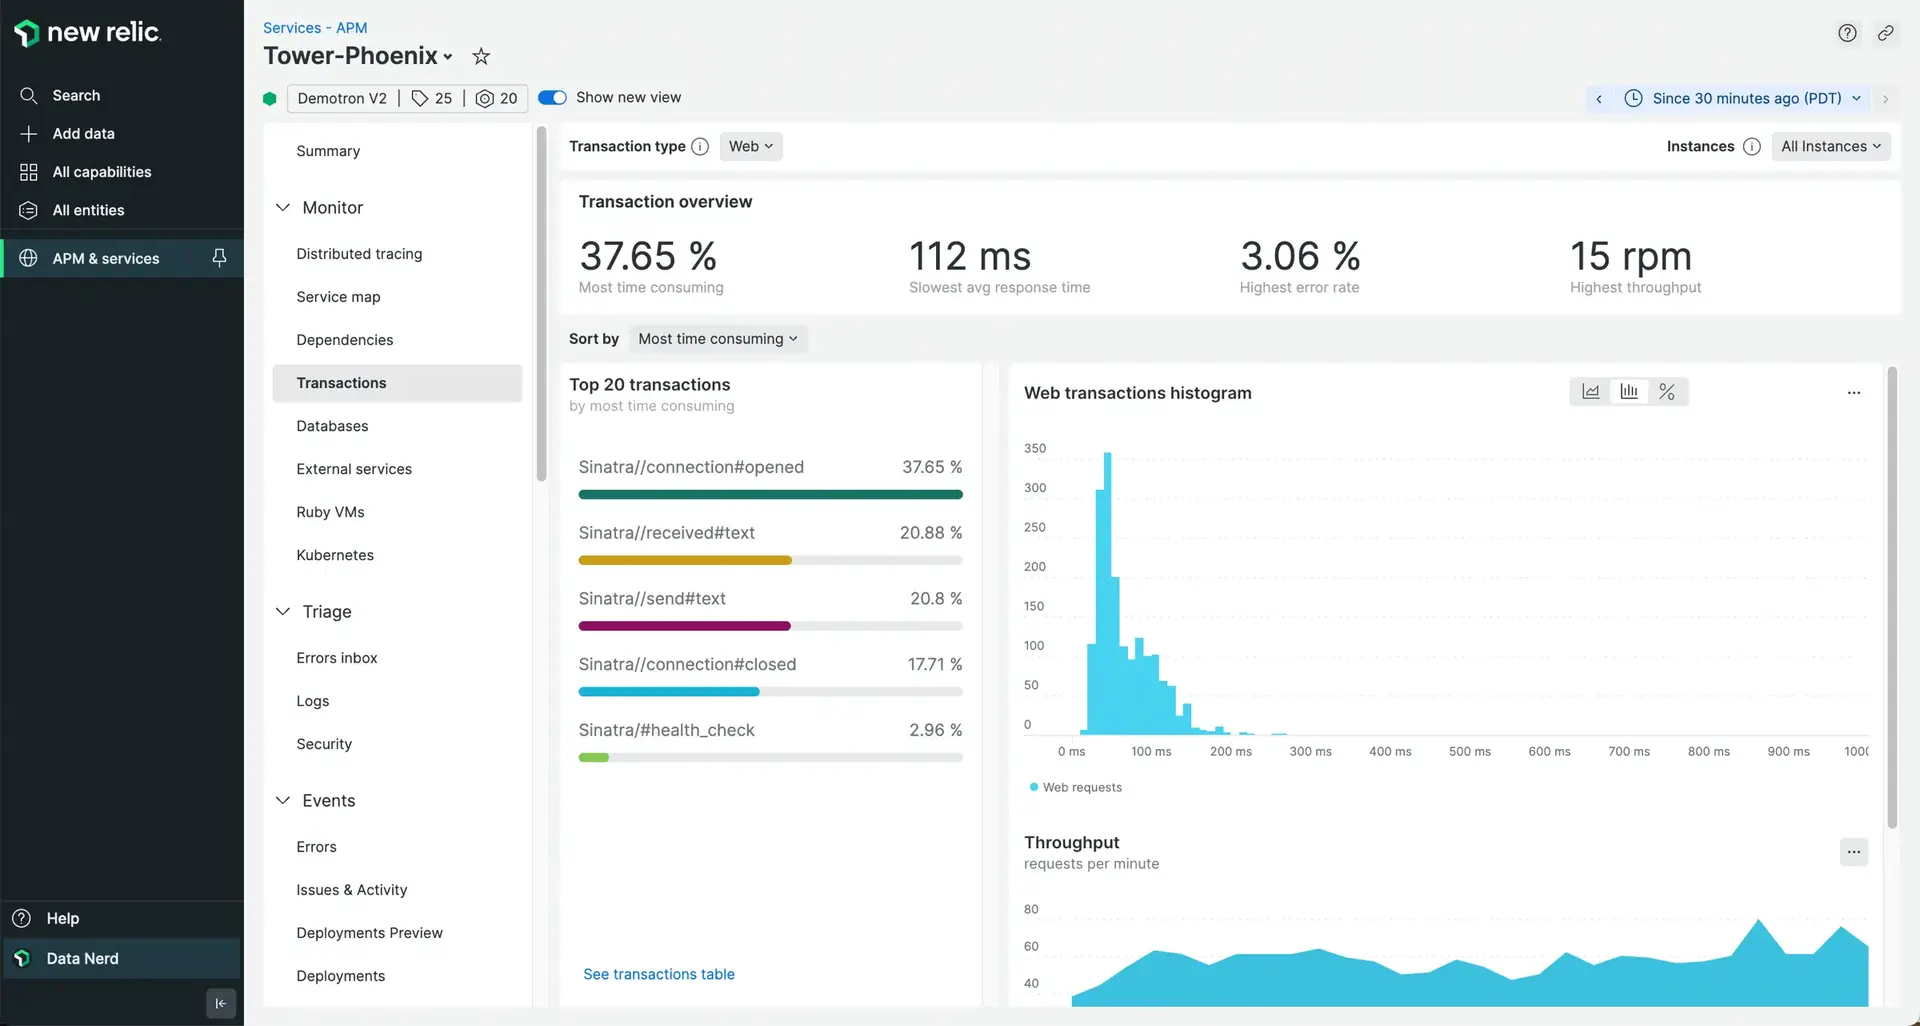 new relic.
Search
Add data
All capabilities
All entities
APM & services
Help
Data Nerd
Services - APM
Tower-Phoenix
Demotron V2 25 20
Show new view
Since 30 minutes ago (PDT)
Summary
Monitor
Distributed tracing
Service map
Dependencies
Transactions
Databases
External services
Ruby VMs
Kubernetes
Triage
Errors inbox
Logs
Security
Events
Errors
Issues & Activity
Deployments Preview
Deployments
Transaction type Web
Instances All Instances
Transaction overview
37.65 %
Most time consuming
112 ms
Slowest avg response time
3.06 %
Highest error rate
15 rpm
Highest throughput
Sort by Most time consuming
Top 20 transactions
by most time consuming
Sinatra//connection#opened 37.65 %
Sinatra//received#text 20.88 %
Sinatra//send#text 20.8 %
Sinatra//connection#closed 17.71 %
Sinatra/#health_check 2.96 %
See transactions table
Web transactions histogram
350
300
250
200
150
100
50
0
0 ms 100 ms 200 ms 300 ms 400 ms 500 ms 600 ms 700 ms 800 ms 900 ms
Web requests
Throughput
requests per minute
80
60
40